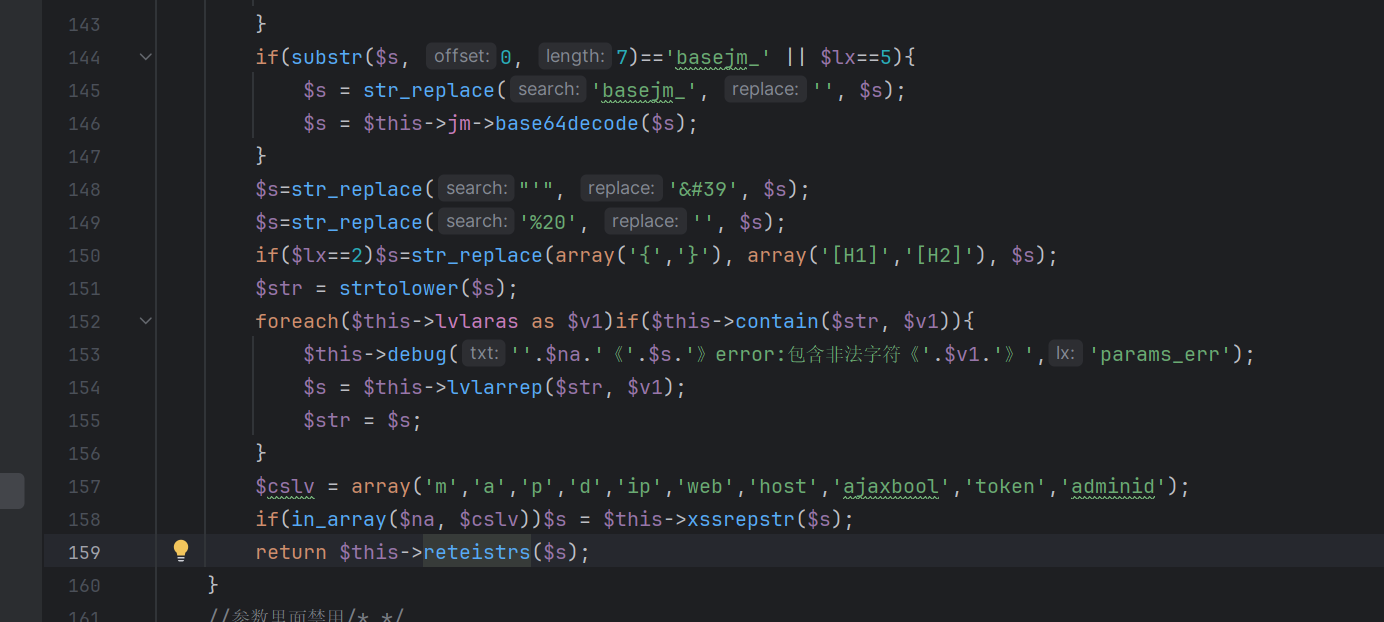 143 }
144 if(substr($s, offset: 0, length: 7)=='basejm_' || $lx==5){
145 $s = str_replace(search: 'basejm_', replace: '', $s);
146 $s = $this->jm->base64decode($s);
147 }
148 $s=str_replace(search: "'", replace: '&#39', $s);
149 $s=str_replace(search: '%20', replace: '', $s);
150 if($lx==2)$s=str_replace(array('{','}'), array('[H1]','[H2]'), $s);
151 $str = strtolower($s);
152 foreach($this->lvlaras as $v1)if($this->contain($str, $v1)){
153 $this->debug(txt: ''.$na.'《'.$s.'》error:包含非法字符《'.$v1.'》',lx: 'params_err');
154 $s = $this->lvlarrep($str, $v1);
155 $str = $s;
156 }
157 $cslv = array('m','a','p','d','ip','web','host','ajaxbool','token','adminid');
158 if(in_array($na, $cslv))$s = $this->xssrepstr($s);
159 return $this->reteistrs($s);
160 }
161 //参数里面禁用/* */